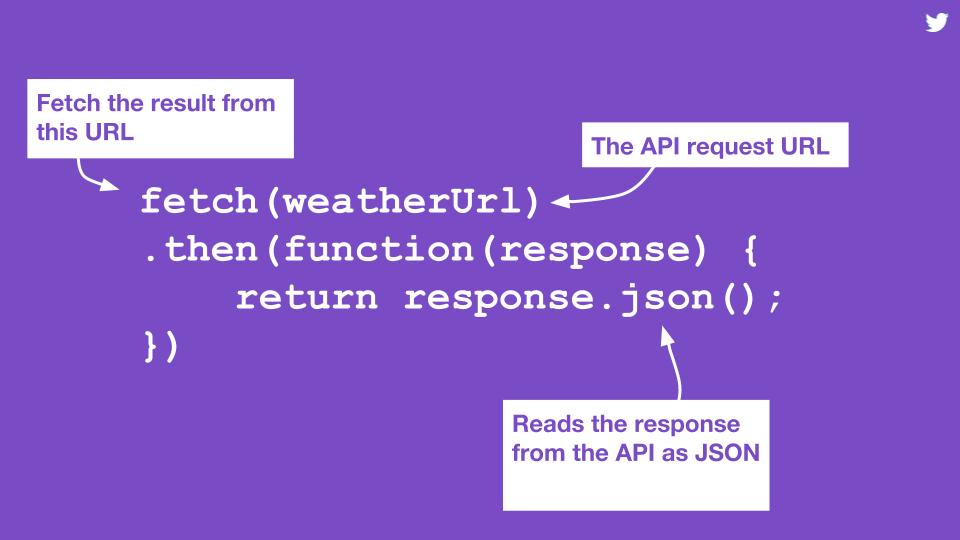 Fetch the result from
this URL
The API request URL
fetch(weatherUrl)
.then(function(response) {
    return response.json();
})
Reads the response
from the API as JSON